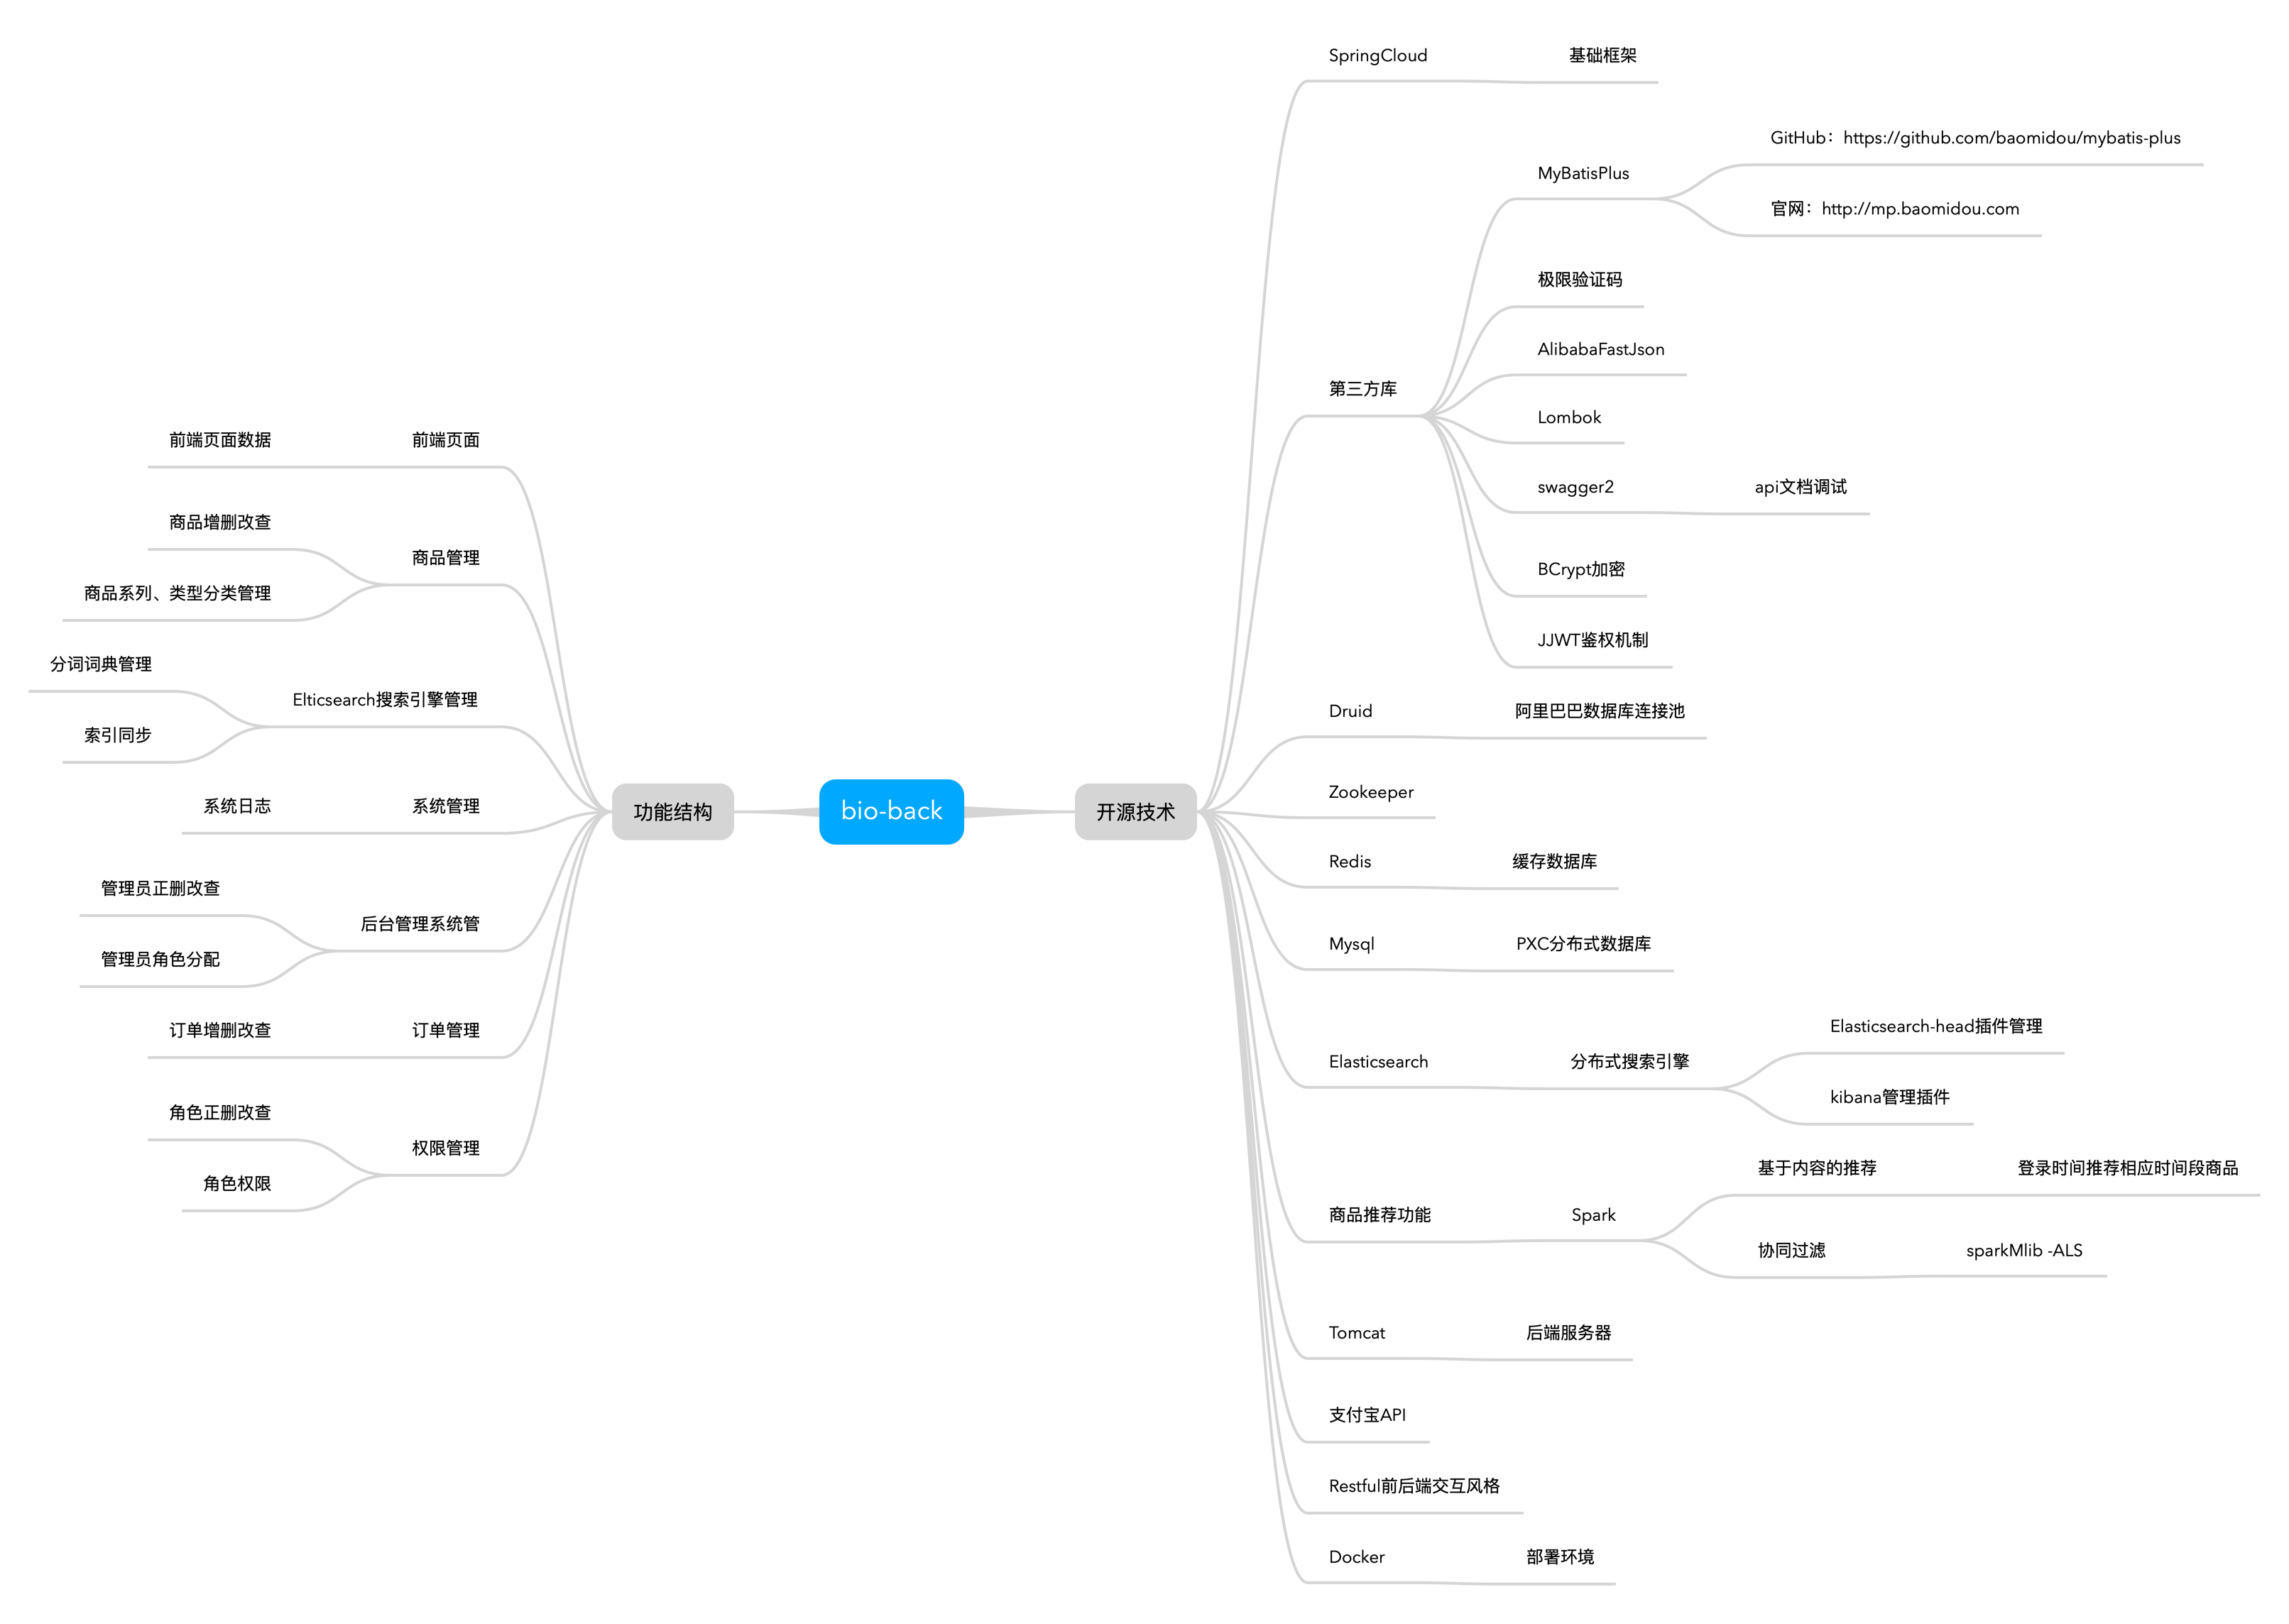 bio-back
开源技术
SpringCloud
基础框架
第三方库
MyBatisPlus
GitHub：https://github.com/baomidou/mybatis-plus
官网：http://mp.baomidou.com
极限验证码
AlibabaFastJson
Lombok
swagger2
api文档调试
BCrypt加密
JJWT鉴权机制
Druid
阿里巴巴数据库连接池
Zookeeper
Redis
缓存数据库
Mysql
PXC分布式数据库
Elasticsearch
分布式搜索引擎
Elasticsearch-head插件管理
kibana管理插件
商品推荐功能
Spark
基于内容的推荐
登录时间推荐相应时间段商品
协同过滤
sparkMlib -ALS
Tomcat
后端服务器
支付宝API
Restful前后端交互风格
Docker
部署环境
功能结构
前端页面
前端页面数据
商品管理
商品增删改查
商品系列、类型分类管理
Elticsearch搜索引擎管理
分词词典管理
索引同步
系统管理
系统日志
后台管理系统管
管理员正删改查
管理员角色分配
订单管理
订单增删改查
权限管理
角色正删改查
角色权限